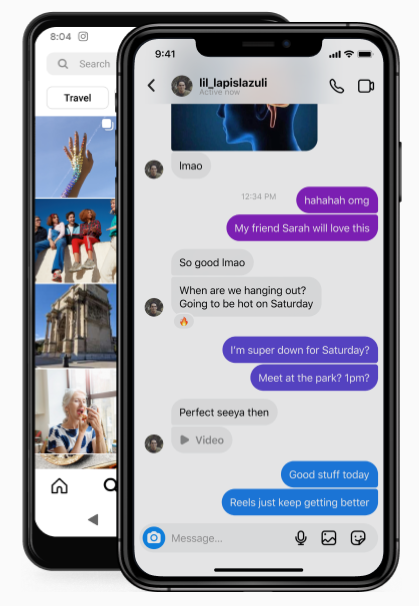 8:04
Search
Travel
9:41
lil_lapislazuli
Active now
lmao
12:34 PM
hahahah omg
My friend Sarah will love this
So good lmao
When are we hanging out?
Going to be hot on Saturday
I'm super down for Saturday?
Meet at the park? 1pm?
Perfect seeya then
Video
Good stuff today
Reels just keep getting better
Message...